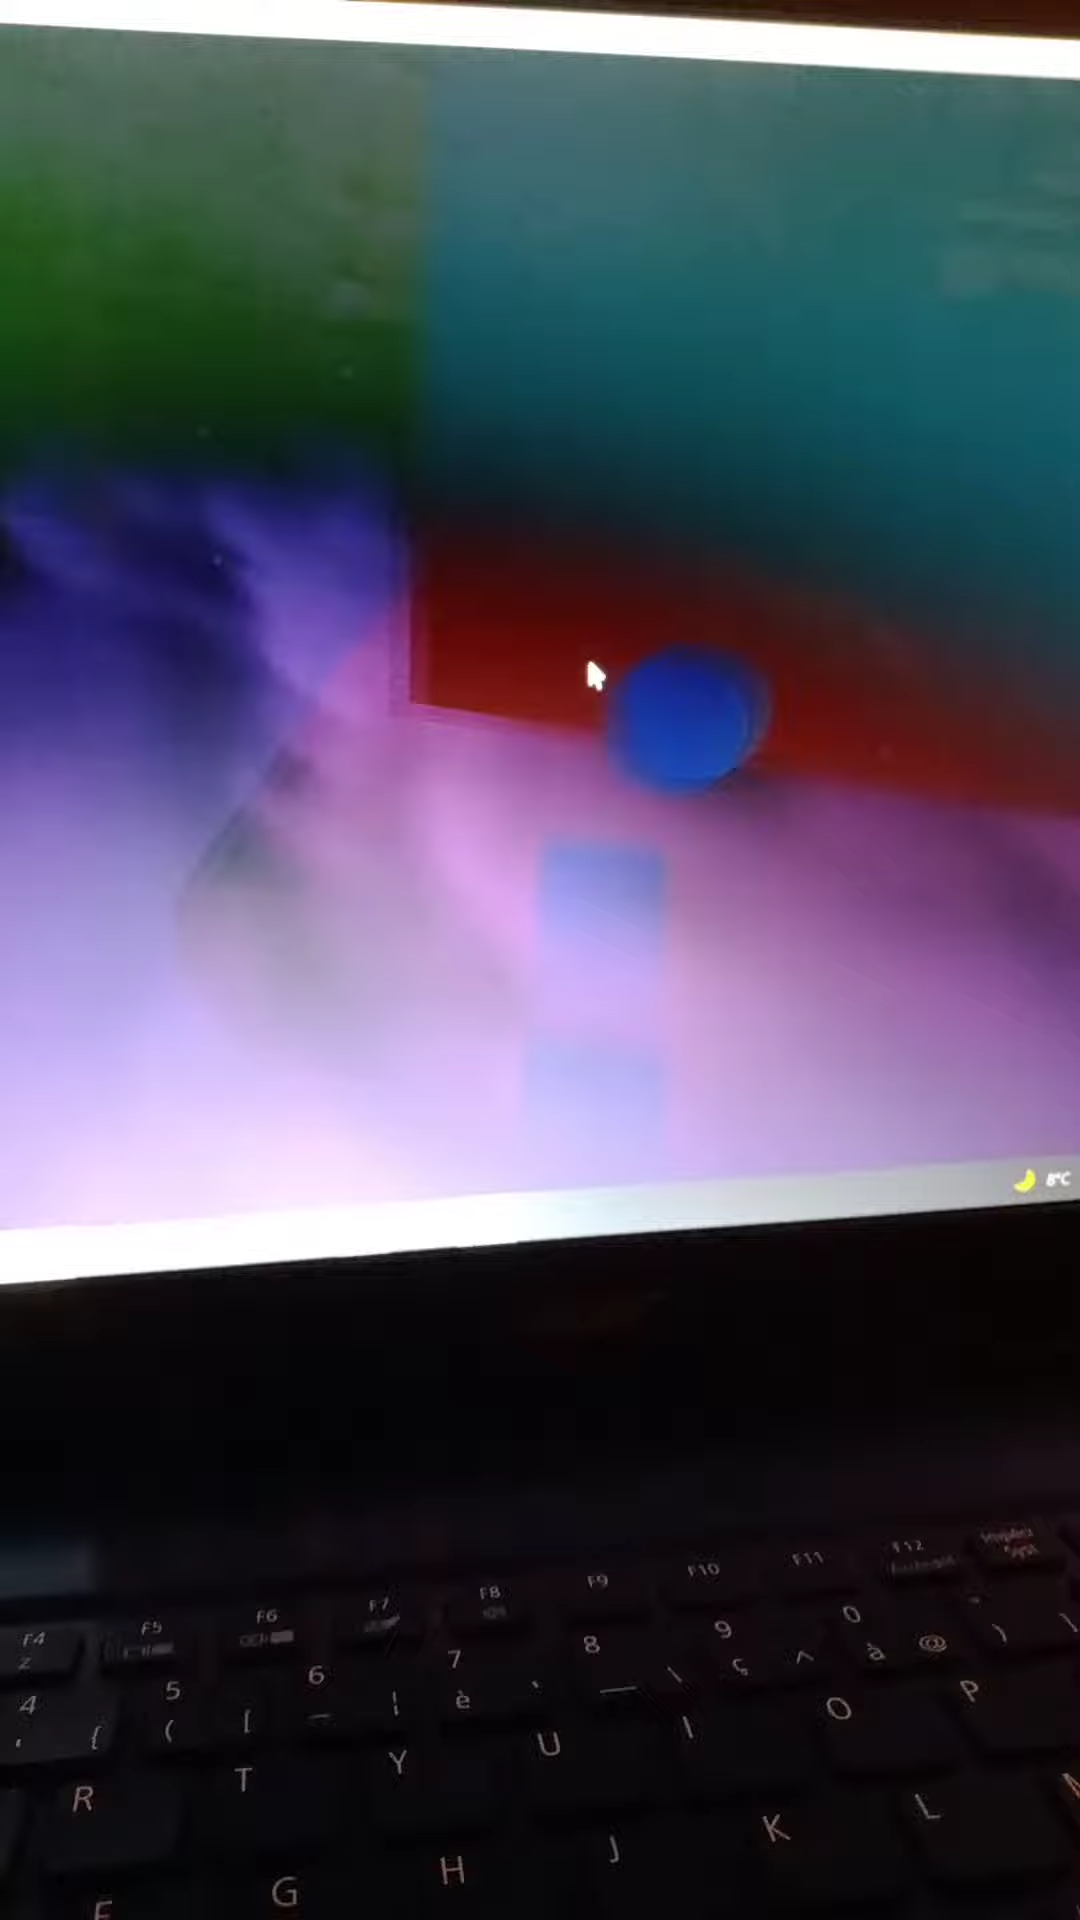 8°C
F4 F5 F6 F7 F8 F9 F10 F11 F12
z
4 5 6 7 8 9 0
' { ( [ - ¦ è ` _ \ ç ^ à @ ) ]
R T Y U I O P
F G H J K L M